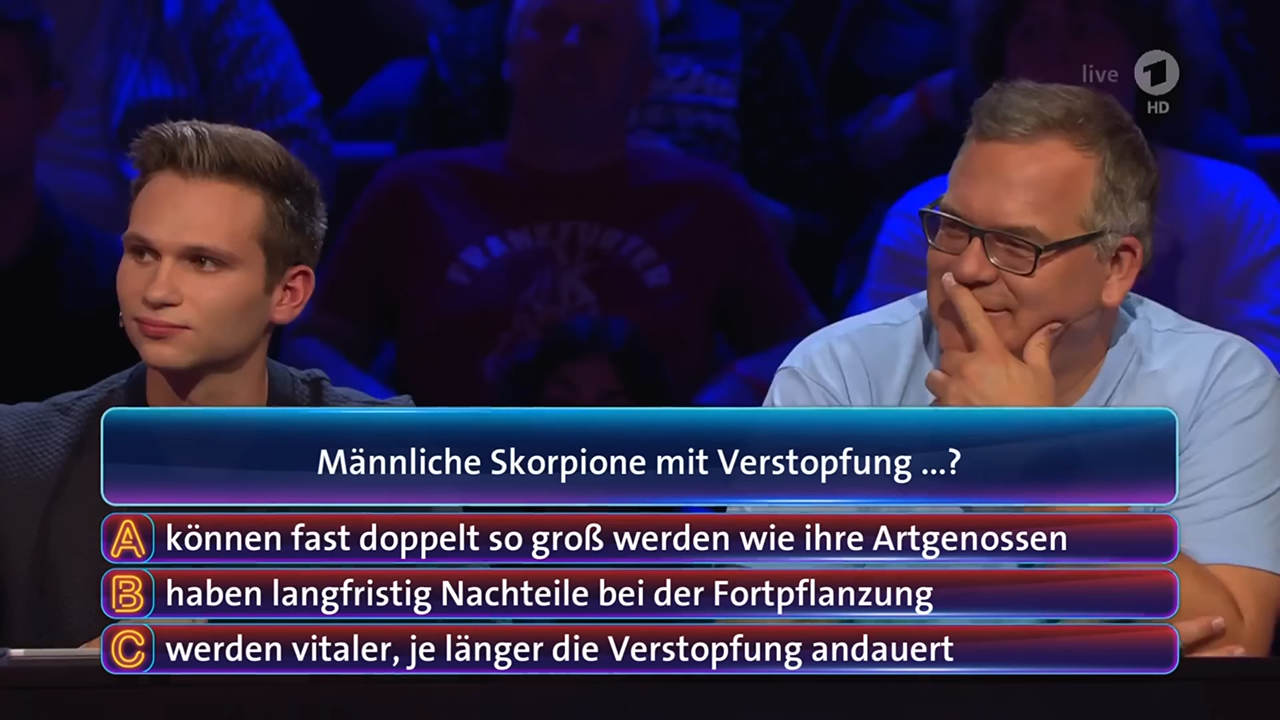 live
1
HD
FRANKFURTER
Männliche Skorpione mit Verstopfung ...?
A können fast doppelt so groß werden wie ihre Artgenossen
B haben langfristig Nachteile bei der Fortpflanzung
C werden vitaler, je länger die Verstopfung andauert